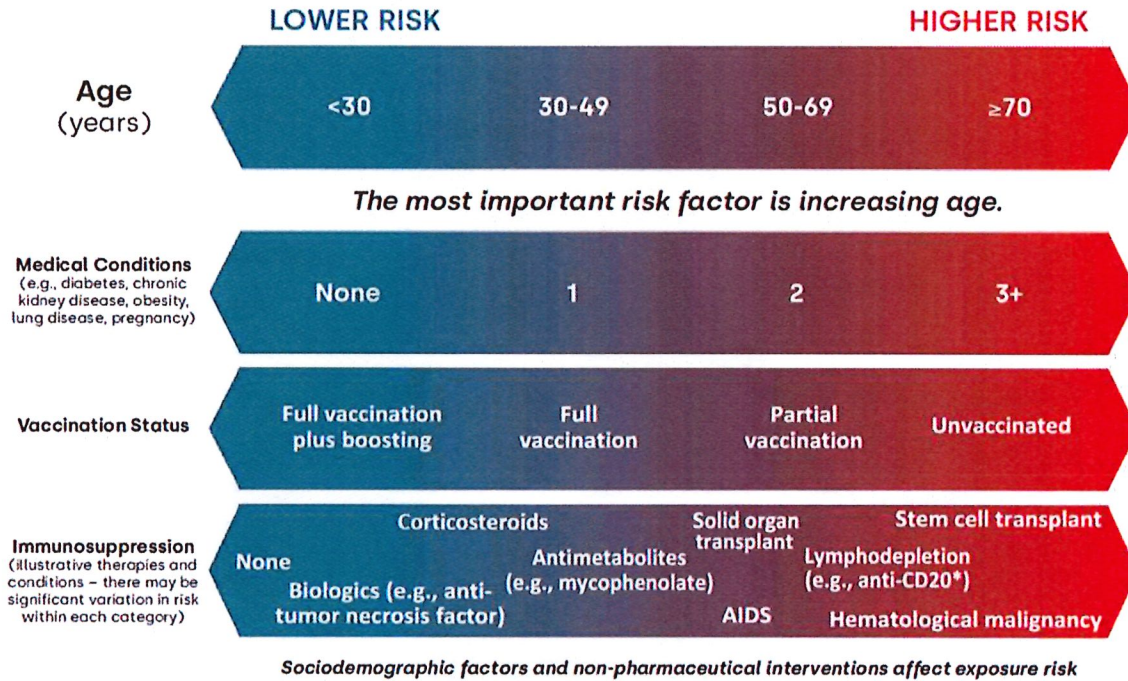 LOWER RISK
HIGHER RISK
Age
(years)
<30
30-49
50-69
≥70
The most important risk factor is increasing age.
Medical Conditions
(e.g., diabetes, chronic
kidney disease, obesity,
lung disease, pregnancy)
None
1
2
3+
Vaccination Status
Full vaccination
plus boosting
Full
vaccination
Partial
vaccination
Unvaccinated
Immunosuppression
(illustrative therapies and
conditions – there may be
significant variation in risk
within each category)
None
Corticosteroids
Biologics (e.g., anti-
tumor necrosis factor)
Antimetabolites
(e.g., mycophenolate)
Solid organ
transplant
AIDS
Stem cell transplant
Lymphodepletion
(e.g., anti-CD20*)
Hematological malignancy
Sociodemographic factors and non-pharmaceutical interventions affect exposure risk